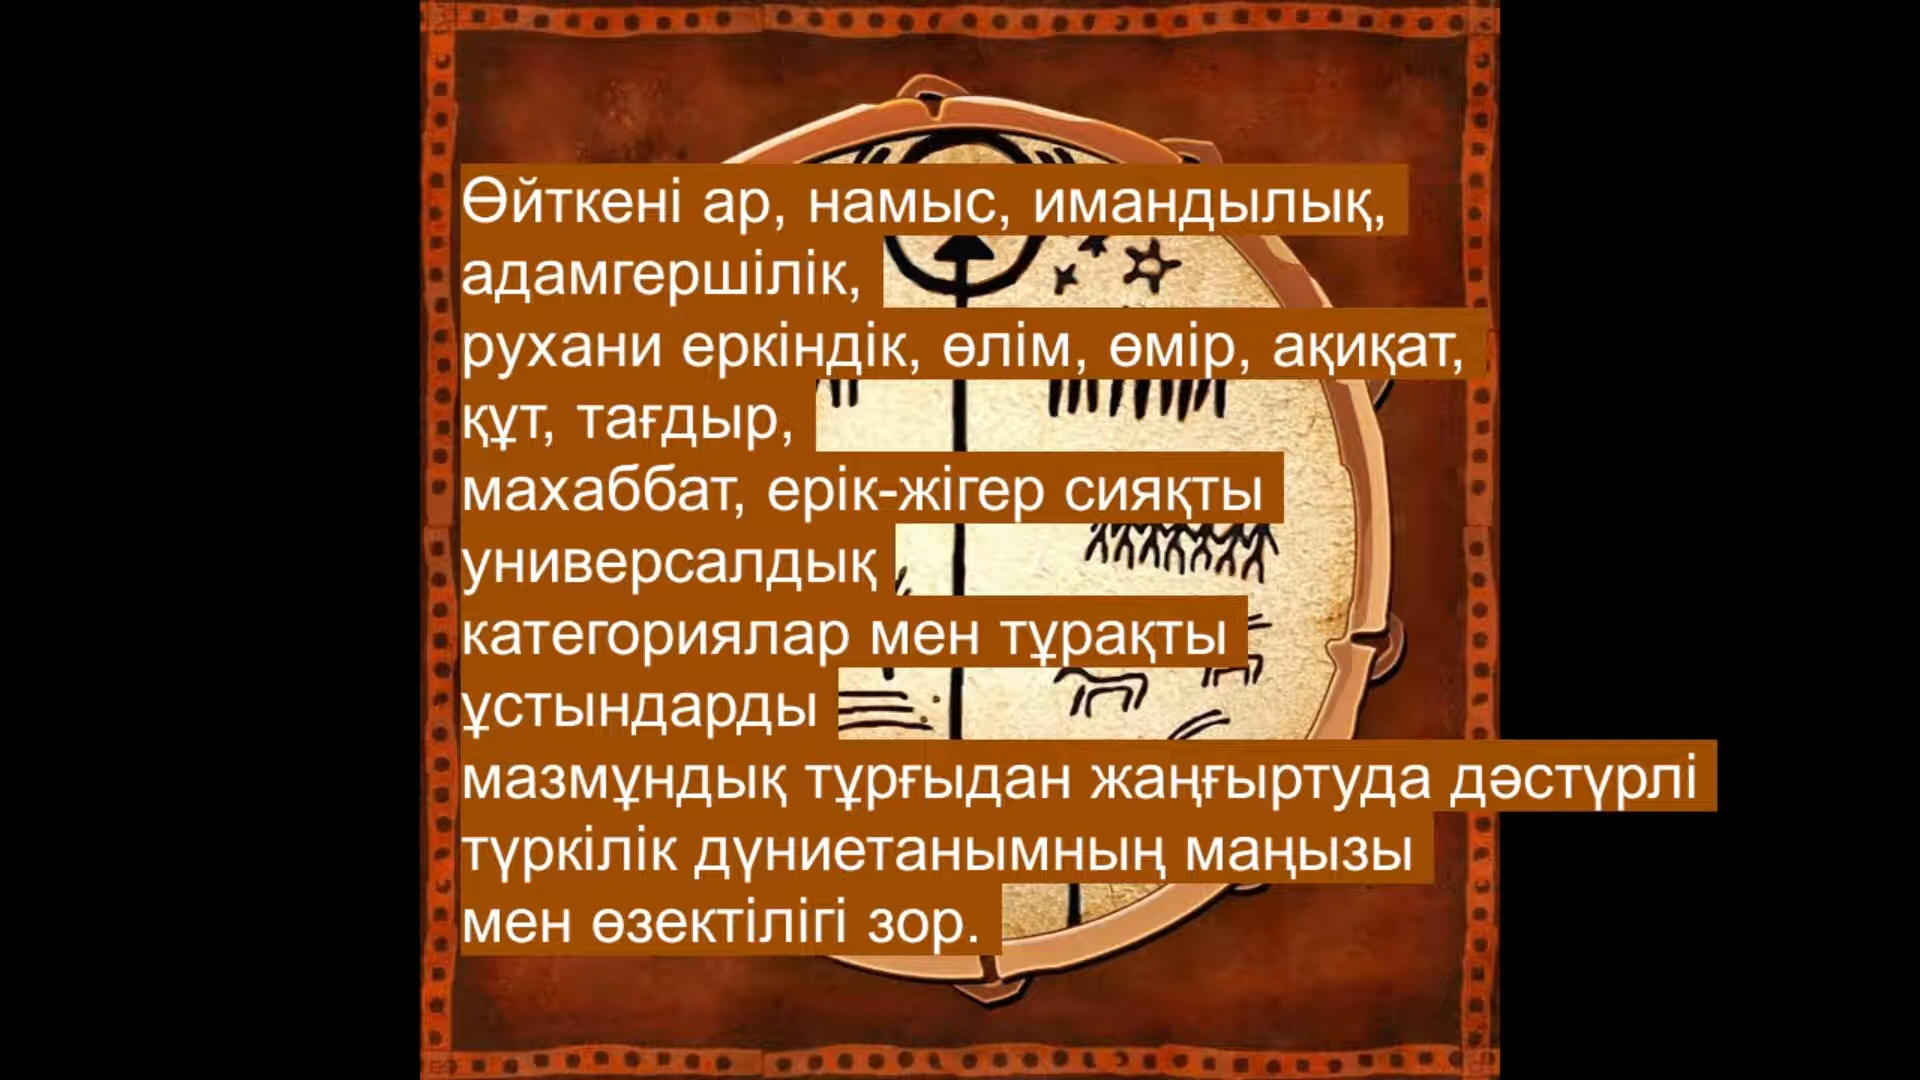 Өйткені ар, намыс, имандылық,
адамгершілік,
рухани еркіндік, өлім, өмір, ақиқат,
құт, тағдыр,
махаббат, ерік-жігер сияқты
универсалдық
категориялар мен тұрақты
ұстындарды
мазмұндық тұрғыдан жаңғыртуда дәстүрлі
түркілік дүниетанымның маңызы
мен өзектілігі зор.